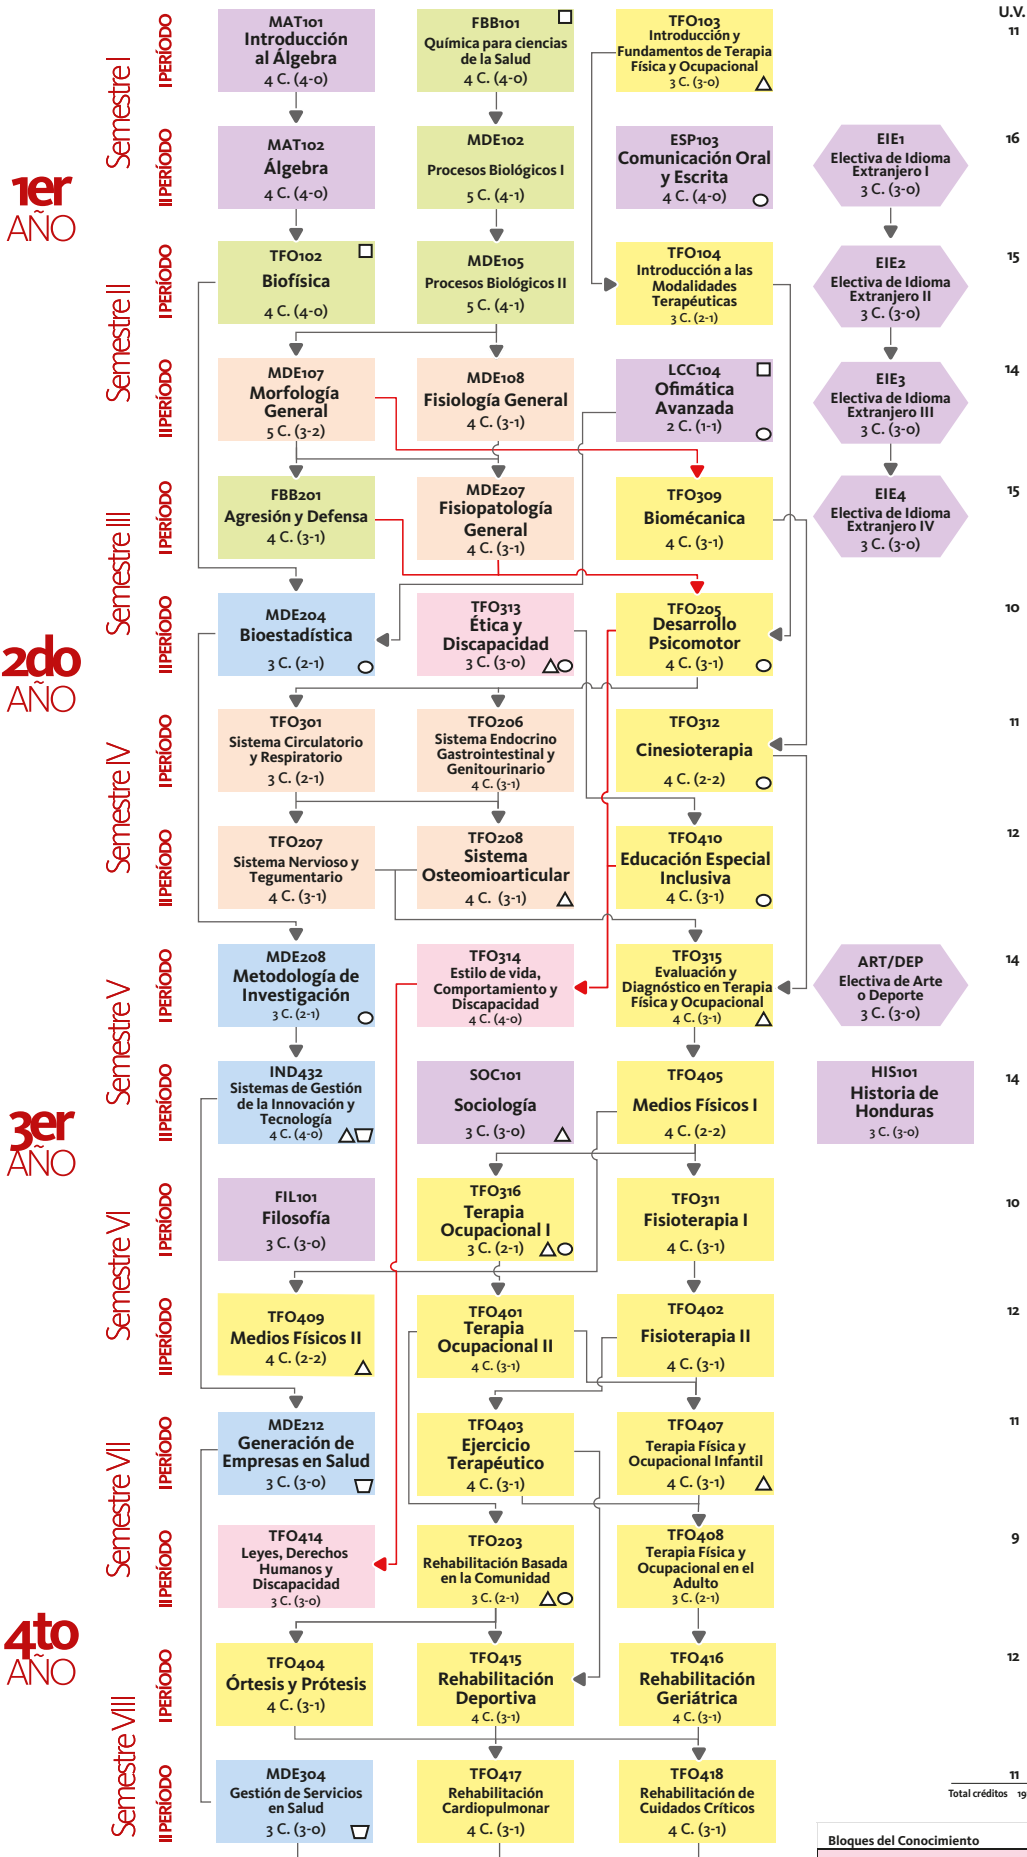 U.V.
1er
AÑO
Semestre I
I PERÍODO
MAT101
Introducción
al Álgebra
4 C. (4-0)
FBB101
Química para ciencias
de la Salud
4 C. (4-0)
TFO103
Introducción y
Fundamentos de Terapia
Física y Ocupacional
3 C. (3-0)
11
II PERÍODO
MAT102
Álgebra
4 C. (4-0)
MDE102
Procesos Biológicos I
5 C. (4-1)
ESP103
Comunicación Oral
y Escrita
4 C. (4-0)
EIE1
Electiva de Idioma
Extranjero I
3 C. (3-0)
16
Semestre II
I PERÍODO
TFO102
Biofísica
4 C. (4-0)
MDE105
Procesos Biológicos II
5 C. (4-1)
TFO104
Introducción a las
Modalidades
Terapéuticas
3 C. (2-1)
EIE2
Electiva de Idioma
Extranjero II
3 C. (3-0)
15
II PERÍODO
MDE107
Morfología
General
5 C. (3-2)
MDE108
Fisiología General
4 C. (3-1)
LCC104
Ofimática
Avanzada
2 C. (1-1)
EIE3
Electiva de Idioma
Extranjero III
3 C. (3-0)
14
2do
AÑO
Semestre III
I PERÍODO
FBB201
Agresión y Defensa
4 C. (3-1)
MDE207
Fisiopatología
General
4 C. (3-1)
TFO309
Biomécanica
4 C. (3-1)
EIE4
Electiva de Idioma
Extranjero IV
3 C. (3-0)
15
II PERÍODO
MDE204
Bioestadística
3 C. (2-1)
TFO313
Ética y
Discapacidad
3 C. (3-0)
TFO205
Desarrollo
Psicomotor
4 C. (3-1)
10
Semestre IV
I PERÍODO
TFO301
Sistema Circulatorio
y Respiratorio
3 C. (2-1)
TFO206
Sistema Endocrino
Gastrointestinal y
Genitourinario
4 C. (3-1)
TFO312
Cinesioterapia
4 C. (2-2)
11
II PERÍODO
TFO207
Sistema Nervioso y
Tegumentario
4 C. (3-1)
TFO208
Sistema
Osteomioarticular
4 C. (3-1)
TFO410
Educación Especial
Inclusiva
4 C. (3-1)
12
3er
AÑO
Semestre V
I PERÍODO
MDE208
Metodología de
Investigación
3 C. (2-1)
TFO314
Estilo de vida,
Comportamiento y
Discapacidad
4 C. (4-0)
TFO315
Evaluación y
Diagnóstico en Terapia
Física y Ocupacional
4 C. (3-1)
ART/DEP
Electiva de Arte
o Deporte
3 C. (3-0)
14
II PERÍODO
IND432
Sistemas de Gestión
de la Innovación y
Tecnología
4 C. (4-0)
SOC101
Sociología
3 C. (3-0)
TFO405
Medios Físicos I
4 C. (2-2)
HIS101
Historia de
Honduras
3 C. (3-0)
14
Semestre VI
I PERÍODO
FIL101
Filosofía
3 C. (3-0)
TFO316
Terapia
Ocupacional I
3 C. (2-1)
TFO311
Fisioterapia I
4 C. (3-1)
10
II PERÍODO
TFO409
Medios Físicos II
4 C. (2-2)
TFO401
Terapia
Ocupacional II
4 C. (3-1)
TFO402
Fisioterapia II
4 C. (3-1)
12
4to
AÑO
Semestre VII
I PERÍODO
MDE212
Generación de
Empresas en Salud
3 C. (3-0)
TFO403
Ejercicio
Terapéutico
4 C. (3-1)
TFO407
Terapia Física y
Ocupacional Infantil
4 C. (3-1)
11
II PERÍODO
TFO414
Leyes, Derechos
Humanos y
Discapacidad
3 C. (3-0)
TFO203
Rehabilitación Basada
en la Comunidad
3 C. (2-1)
TFO408
Terapia Física y
Ocupacional en el
Adulto
3 C. (2-1)
9
Semestre VIII
I PERÍODO
TFO404
Órtesis y Prótesis
4 C. (3-1)
TFO415
Rehabilitación
Deportiva
4 C. (3-1)
TFO416
Rehabilitación
Geriátrica
4 C. (3-1)
12
II PERÍODO
MDE304
Gestión de Servicios
en Salud
3 C. (3-0)
TFO417
Rehabilitación
Cardiopulmonar
4 C. (3-1)
TFO418
Rehabilitación de
Cuidados Críticos
4 C. (3-1)
11
Total créditos 19
Bloques del Conocimiento